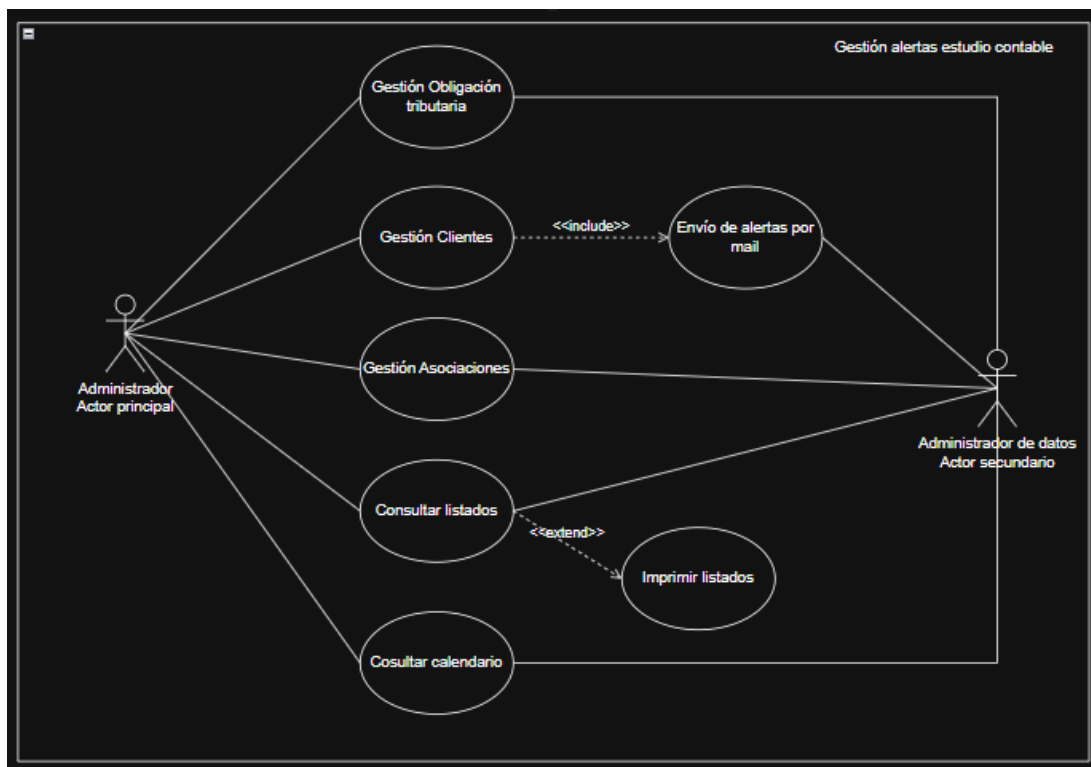 Gestión alertas estudio contable
Gestión Obligación
tributaria
Gestión Clientes
<<include>>
Envío de alertas por
mail
Gestión Asociaciones
Administrador
Actor principal
Administrador de datos
Actor secundario
Consultar listados
<<extend>>
Imprimir listados
Cosultar calendario